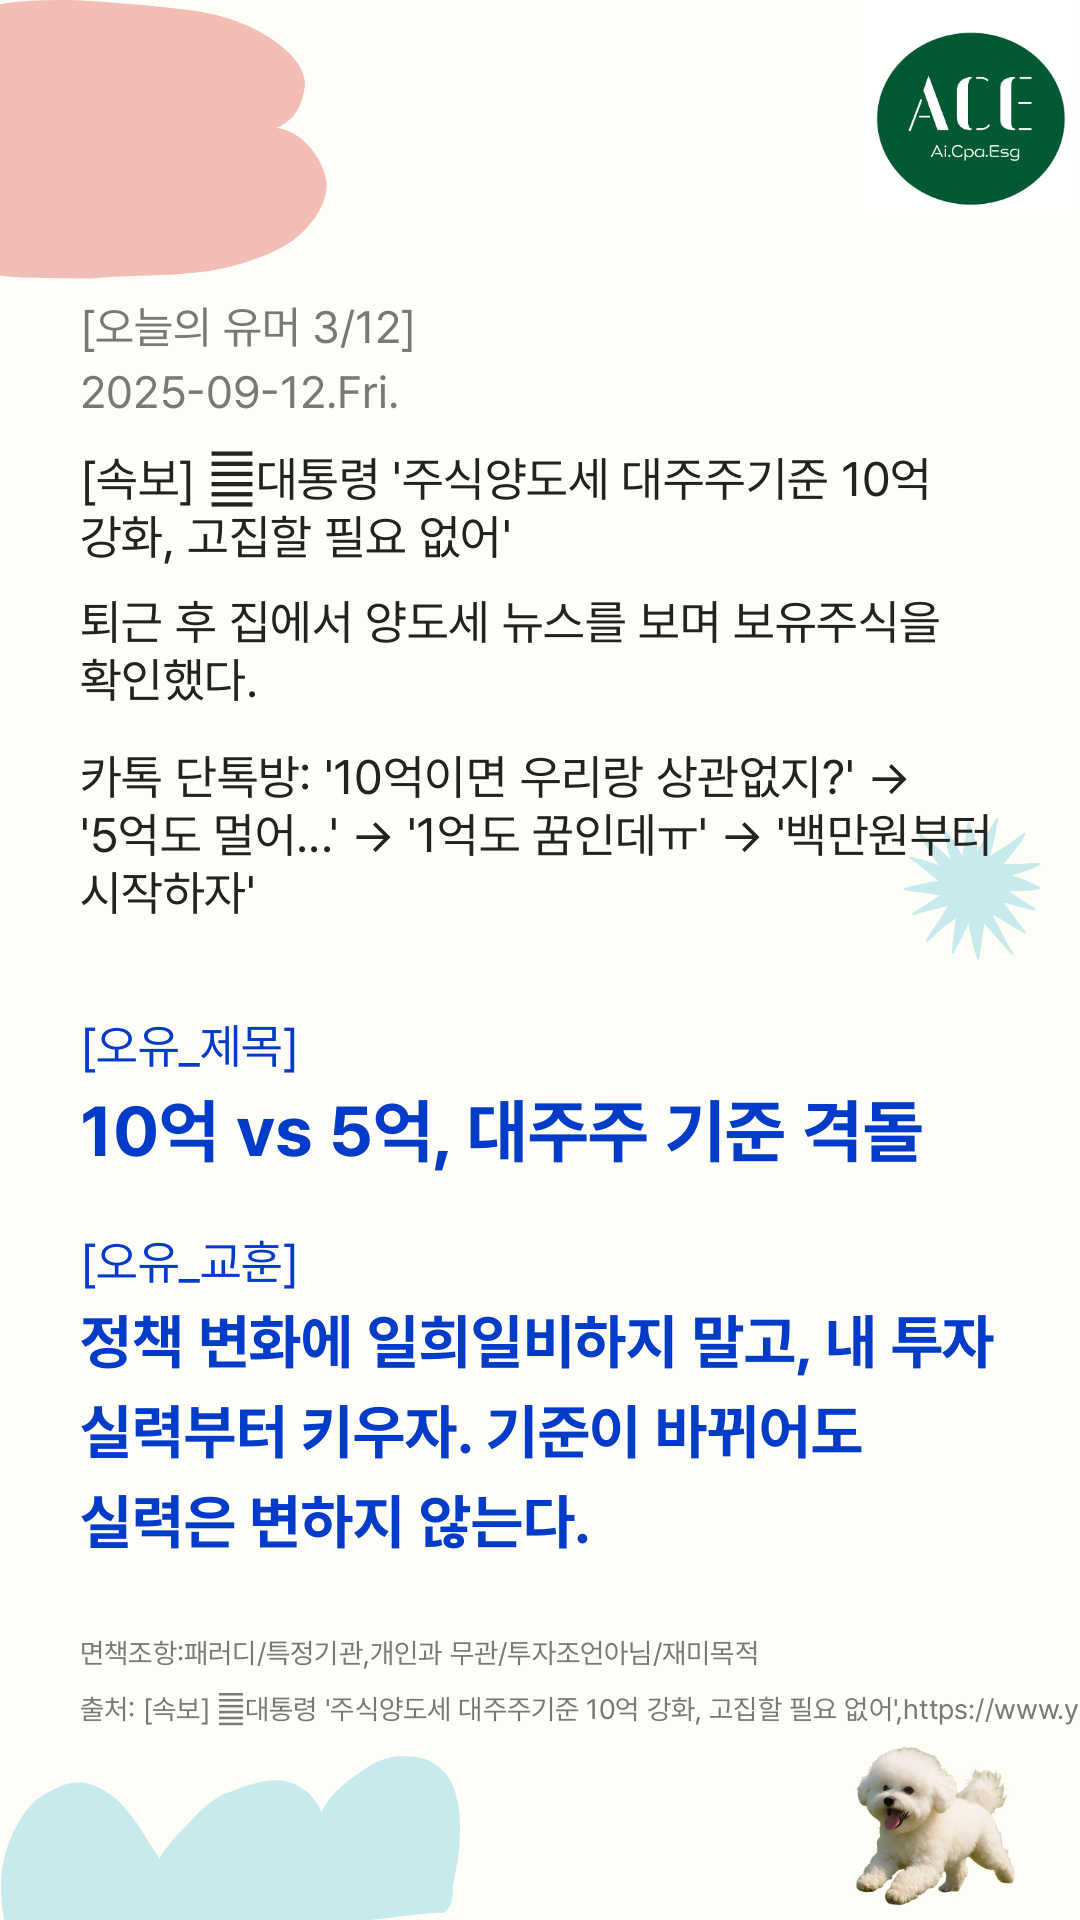 ACE
Ai.Cpa.Esg
[오늘의 유머 3/12]
2025-09-12.Fri.
[속보] 대통령 '주식양도세 대주주기준 10억
강화, 고집할 필요 없어'
퇴근 후 집에서 양도세 뉴스를 보며 보유주식을
확인했다.
카톡 단톡방: '10억이면 우리랑 상관없지?' →
'5억도 멀어...' → '1억도 꿈인데ㅠ' → '백만원부터
시작하자'
[오유_제목]
10억 vs 5억, 대주주 기준 격돌
[오유_교훈]
정책 변화에 일희일비하지 말고, 내 투자
실력부터 키우자. 기준이 바뀌어도
실력은 변하지 않는다.
면책조항:패러디/특정기관,개인과 무관/투자조언아님/재미목적
출처: [속보] 대통령 '주식양도세 대주주기준 10억 강화, 고집할 필요 없어',https://www.y